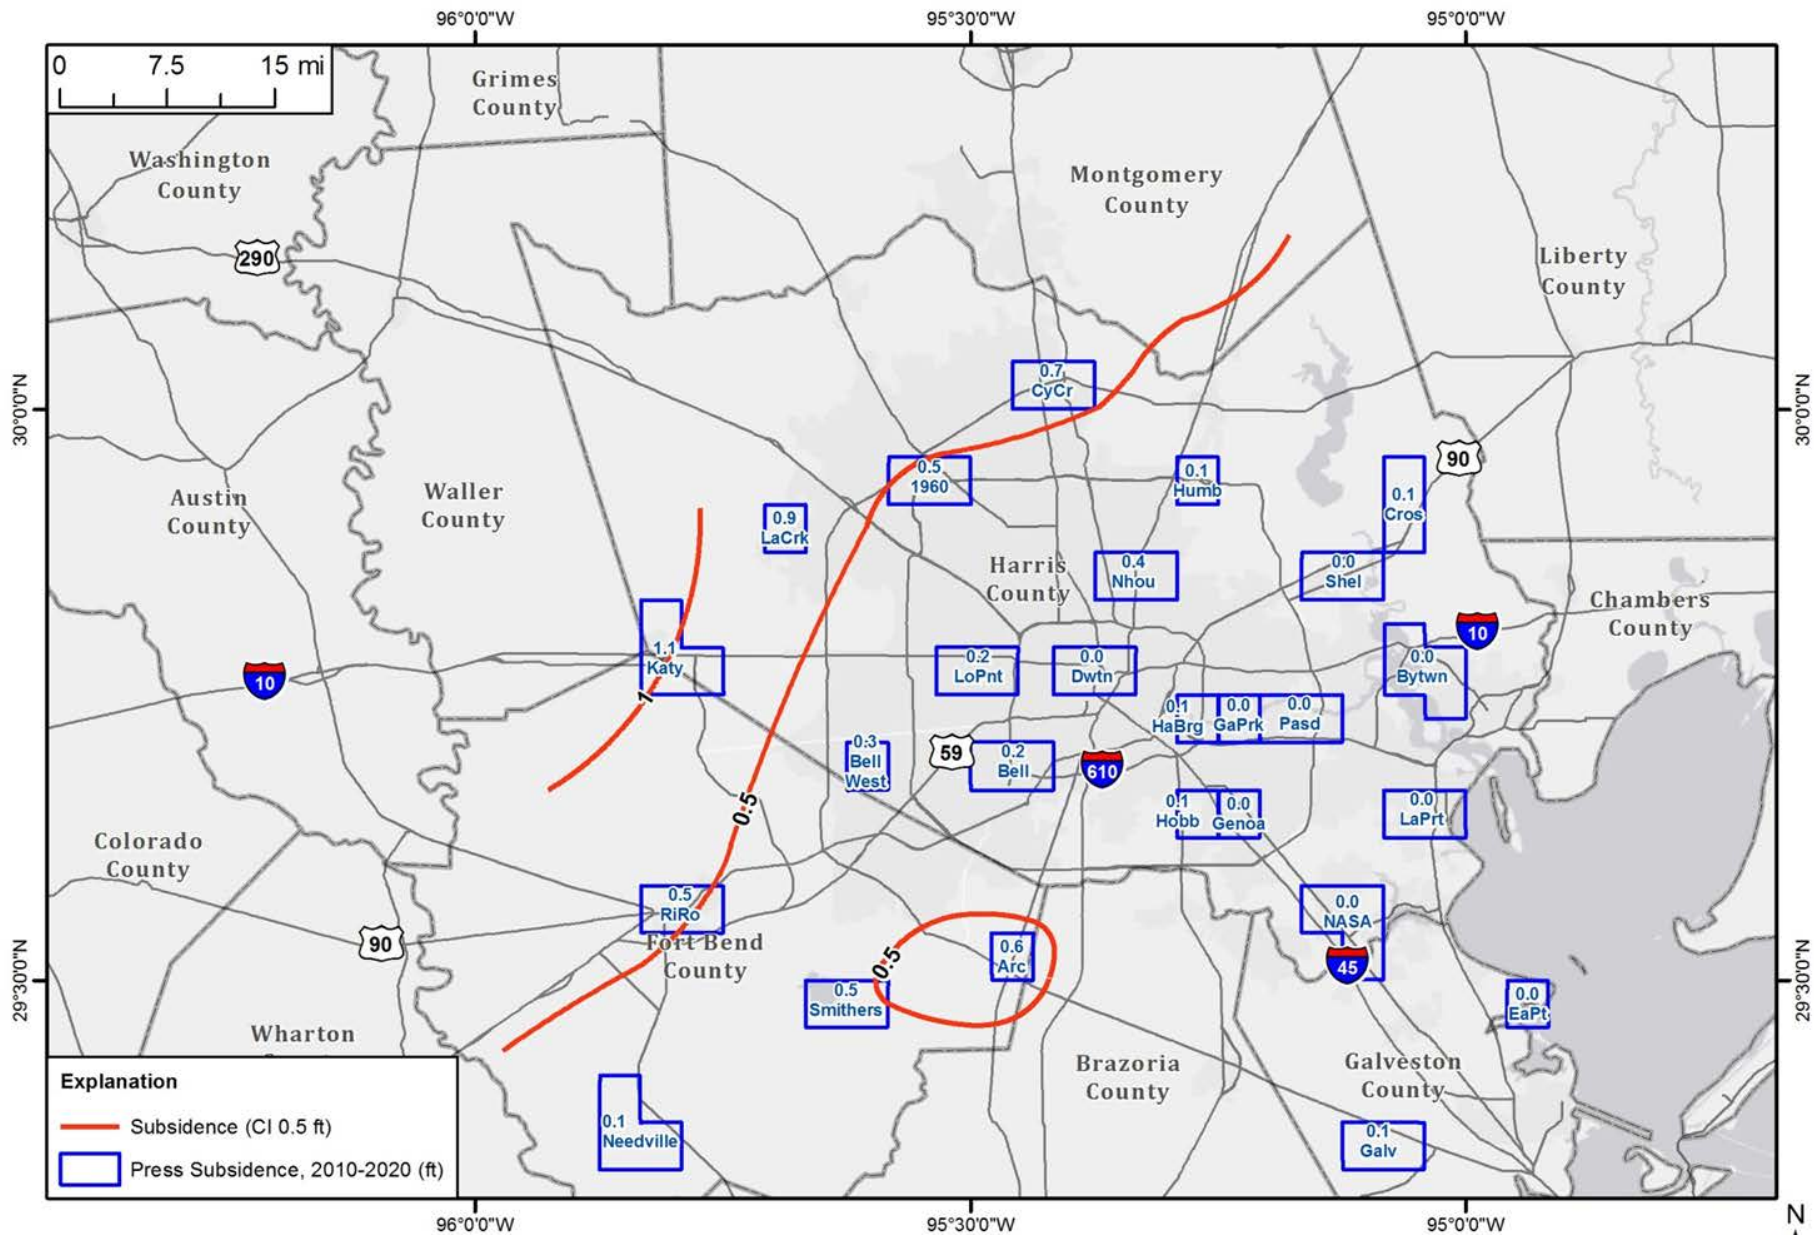 96°0'0"W
95°30'0"W
95°0'0"W
0 7.5 15 mi
Grimes
County
Washington
County
Montgomery
County
290
Liberty
County
30°0'0"N
30°0'0"N
0.7
CyCr
90
0.5
1960
0.1
Humb
0.1
Cros
Austin
County
Waller
County
0.9
LaCrk
Harris
County
0.4
Nhou
0.0
Shel
Chambers
County
10
10
1.1
Katy
1
0.2
LoPnt
0.0
Dwtn
0.0
Bytwn
0.1
HaBrg
0.0
GaPrk
0.0
Pasd
0.3
Bell
West
59
0.2
Bell
610
0.5
0.1
Hobb
0.0
Genoa
0.0
LaPrt
Colorado
County
0.5
RiRo
0.0
NASA
90
Fort Bend
County
0.5
0.6
Arc
45
29°30'0"N
29°30'0"N
0.5
Smithers
0.0
EaPt
Wharton
Brazoria
County
Galveston
County
0.1
Needville
0.1
Galv
Explanation
Subsidence (CI 0.5 ft)
Press Subsidence, 2010-2020 (ft)
96°0'0"W
95°30'0"W
95°0'0"W
N